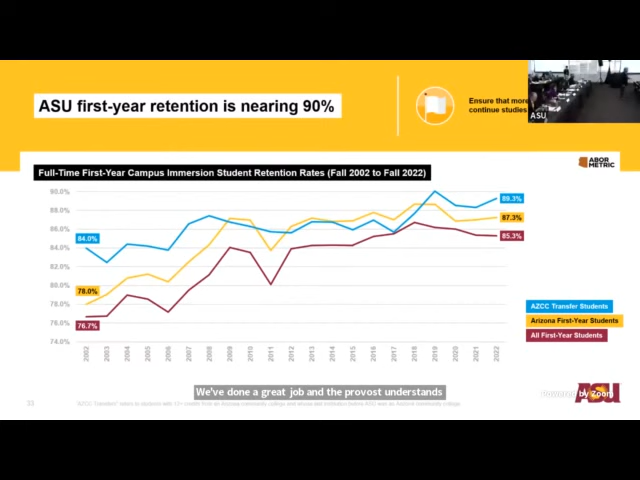 ASU first-year retention is nearing 90%
Ensure that more
continue studies
ASU
ABOR
METRIC
Full-Time First-Year Campus Immersion Student Retention Rates (Fall 2002 to Fall 2022)
90.0%
88.0%
86.0%
84.0%
82.0%
80.0%
78.0%
76.0%
74.0%
84.0%
78.0%
76.7%
89.3%
87.3%
85.3%
2002 2003 2004 2005 2006 2007 2008 2009 2010 2011 2012 2013 2014 2015 2016 2017 2018 2019 2020 2021 2022
AZCC Transfer Students
Arizona First-Year Students
All First-Year Students
We've done a great job and the provost understands
Powered by Zoom
ASU
33